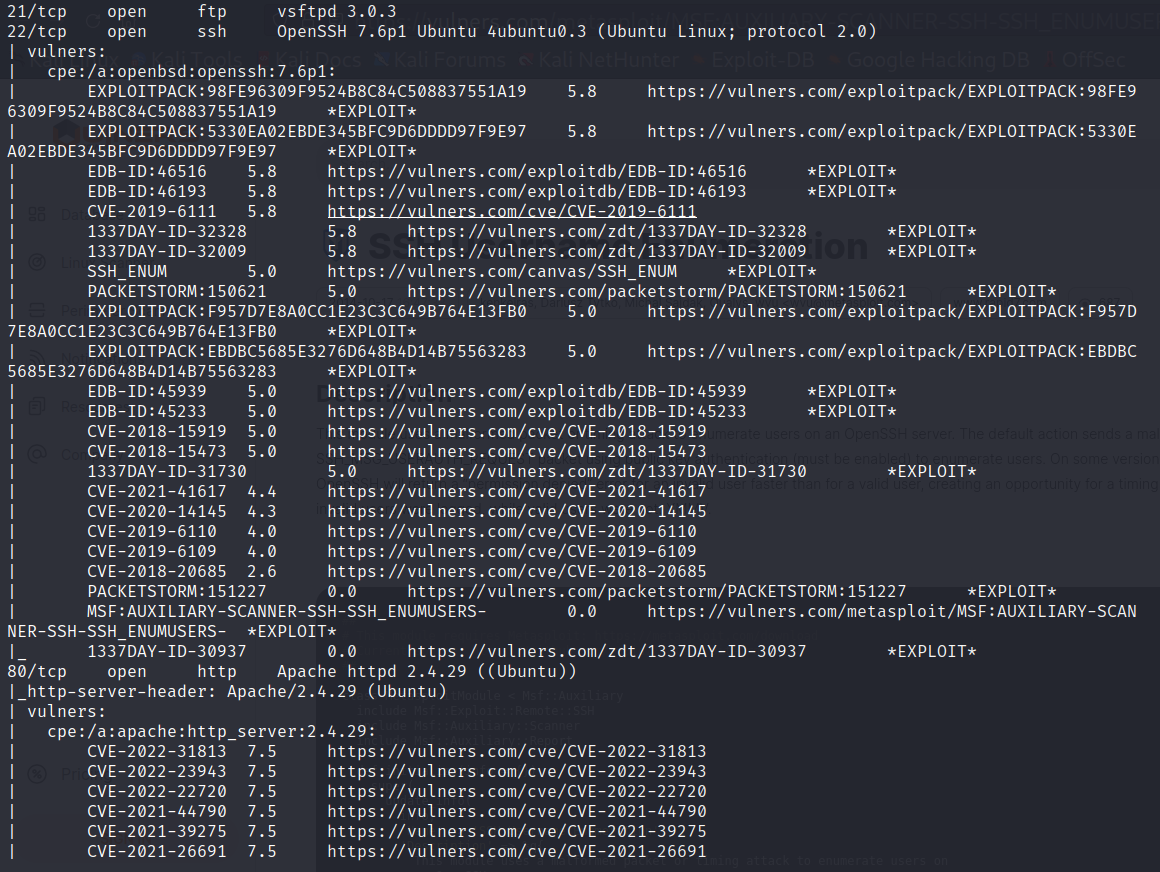 21/tcp    open    ftp     vsftpd 3.0.3
22/tcp    open    ssh     OpenSSH 7.6p1 Ubuntu 4ubuntu0.3 (Ubuntu Linux; protocol 2.0)
| vulners:
|   cpe:/a:openbsd:openssh:7.6p1:
|       EXPLOITPACK:98FE96309F9524B8C84C508837551A19    5.8     https://vulners.com/exploitpack/EXPLOITPACK:98FE9
6309F9524B8C84C508837551A19     *EXPLOIT*
|       EXPLOITPACK:5330EA02EBDE345BFC9D6DDDD97F9E97    5.8     https://vulners.com/exploitpack/EXPLOITPACK:5330E
A02EBDE345BFC9D6DDDD97F9E97     *EXPLOIT*
|       EDB-ID:46516    5.8     https://vulners.com/exploitdb/EDB-ID:46516      *EXPLOIT*
|       EDB-ID:46193    5.8     https://vulners.com/exploitdb/EDB-ID:46193      *EXPLOIT*
|       CVE-2019-6111   5.8     https://vulners.com/cve/CVE-2019-6111
|       1337DAY-ID-32328        5.8     https://vulners.com/zdt/1337DAY-ID-32328        *EXPLOIT*
|       1337DAY-ID-32009        5.8     https://vulners.com/zdt/1337DAY-ID-32009        *EXPLOIT*
|       SSH_ENUM        5.0     https://vulners.com/canvas/SSH_ENUM     *EXPLOIT*
|       PACKETSTORM:150621      5.0     https://vulners.com/packetstorm/PACKETSTORM:150621      *EXPLOIT*
|       EXPLOITPACK:F957D7E8A0CC1E23C3C649B764E13FB0    5.0     https://vulners.com/exploitpack/EXPLOITPACK:F957D
7E8A0CC1E23C3C649B764E13FB0     *EXPLOIT*
|       EXPLOITPACK:EBDBC5685E3276D648B4D14B75563283    5.0     https://vulners.com/exploitpack/EXPLOITPACK:EBDBC
5685E3276D648B4D14B75563283     *EXPLOIT*
|       EDB-ID:45939    5.0     https://vulners.com/exploitdb/EDB-ID:45939      *EXPLOIT*
|       EDB-ID:45233    5.0     https://vulners.com/exploitdb/EDB-ID:45233      *EXPLOIT*
|       CVE-2018-15919  5.0     https://vulners.com/cve/CVE-2018-15919
|       CVE-2018-15473  5.0     https://vulners.com/cve/CVE-2018-15473
|       1337DAY-ID-31730        5.0     https://vulners.com/zdt/1337DAY-ID-31730        *EXPLOIT*
|       CVE-2021-41617  4.4     https://vulners.com/cve/CVE-2021-41617
|       CVE-2020-14145  4.3     https://vulners.com/cve/CVE-2020-14145
|       CVE-2019-6110   4.0     https://vulners.com/cve/CVE-2019-6110
|       CVE-2019-6109   4.0     https://vulners.com/cve/CVE-2019-6109
|       CVE-2018-20685  2.6     https://vulners.com/cve/CVE-2018-20685
|       PACKETSTORM:151227      0.0     https://vulners.com/packetstorm/PACKETSTORM:151227      *EXPLOIT*
|       MSF:AUXILIARY-SCANNER-SSH-SSH_ENUMUSERS-        0.0     https://vulners.com/metasploit/MSF:AUXILIARY-SCAN
NER-SSH-SSH_ENUMUSERS-  *EXPLOIT*
|_      1337DAY-ID-30937        0.0     https://vulners.com/zdt/1337DAY-ID-30937        *EXPLOIT*
80/tcp    open    http    Apache httpd 2.4.29 ((Ubuntu))
|_http-server-header: Apache/2.4.29 (Ubuntu)
| vulners:
|   cpe:/a:apache:http_server:2.4.29:
|       CVE-2022-31813  7.5     https://vulners.com/cve/CVE-2022-31813
|       CVE-2022-23943  7.5     https://vulners.com/cve/CVE-2022-23943
|       CVE-2022-22720  7.5     https://vulners.com/cve/CVE-2022-22720
|       CVE-2021-44790  7.5     https://vulners.com/cve/CVE-2021-44790
|       CVE-2021-39275  7.5     https://vulners.com/cve/CVE-2021-39275
|       CVE-2021-26691  7.5     https://vulners.com/cve/CVE-2021-26691